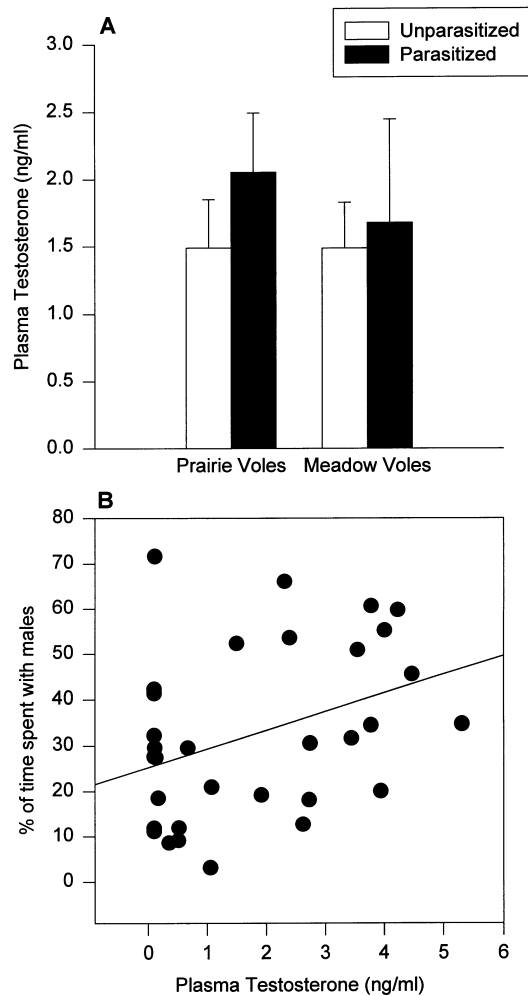 A
Unparasitized
Parasitized
Plasma Testosterone (ng/ml)
3.0
2.5
2.0
1.5
1.0
0.5
0.0
Prairie Voles Meadow Voles
B
% of time spent with males
80
70
60
50
40
30
20
10
0
0 1 2 3 4 5 6
Plasma Testosterone (ng/ml)